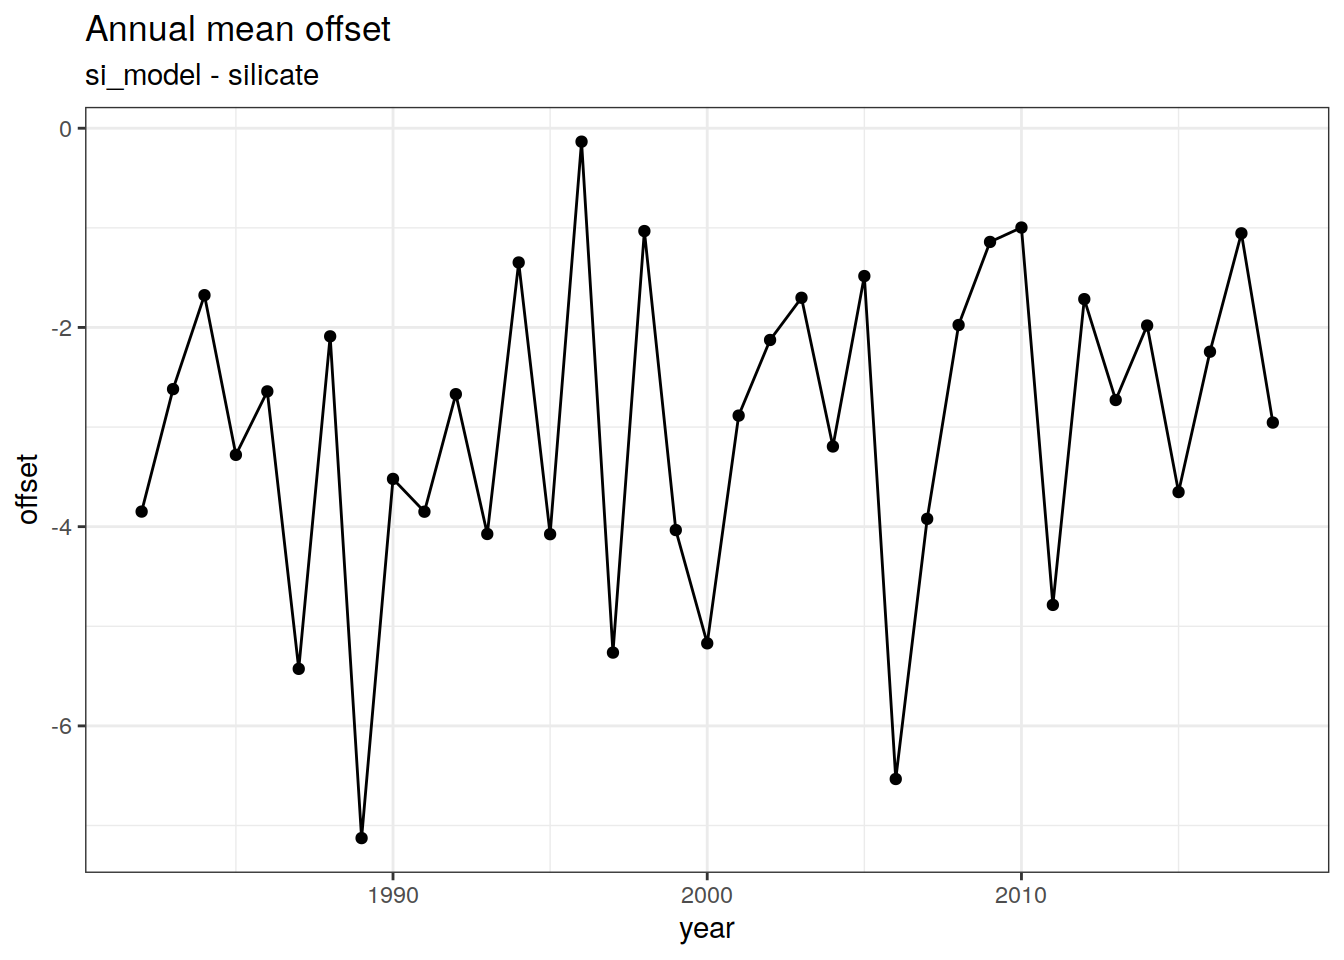 Annual mean offset
si_model - silicate
0
-2
-4
-6
offset
1990
2000
2010
year